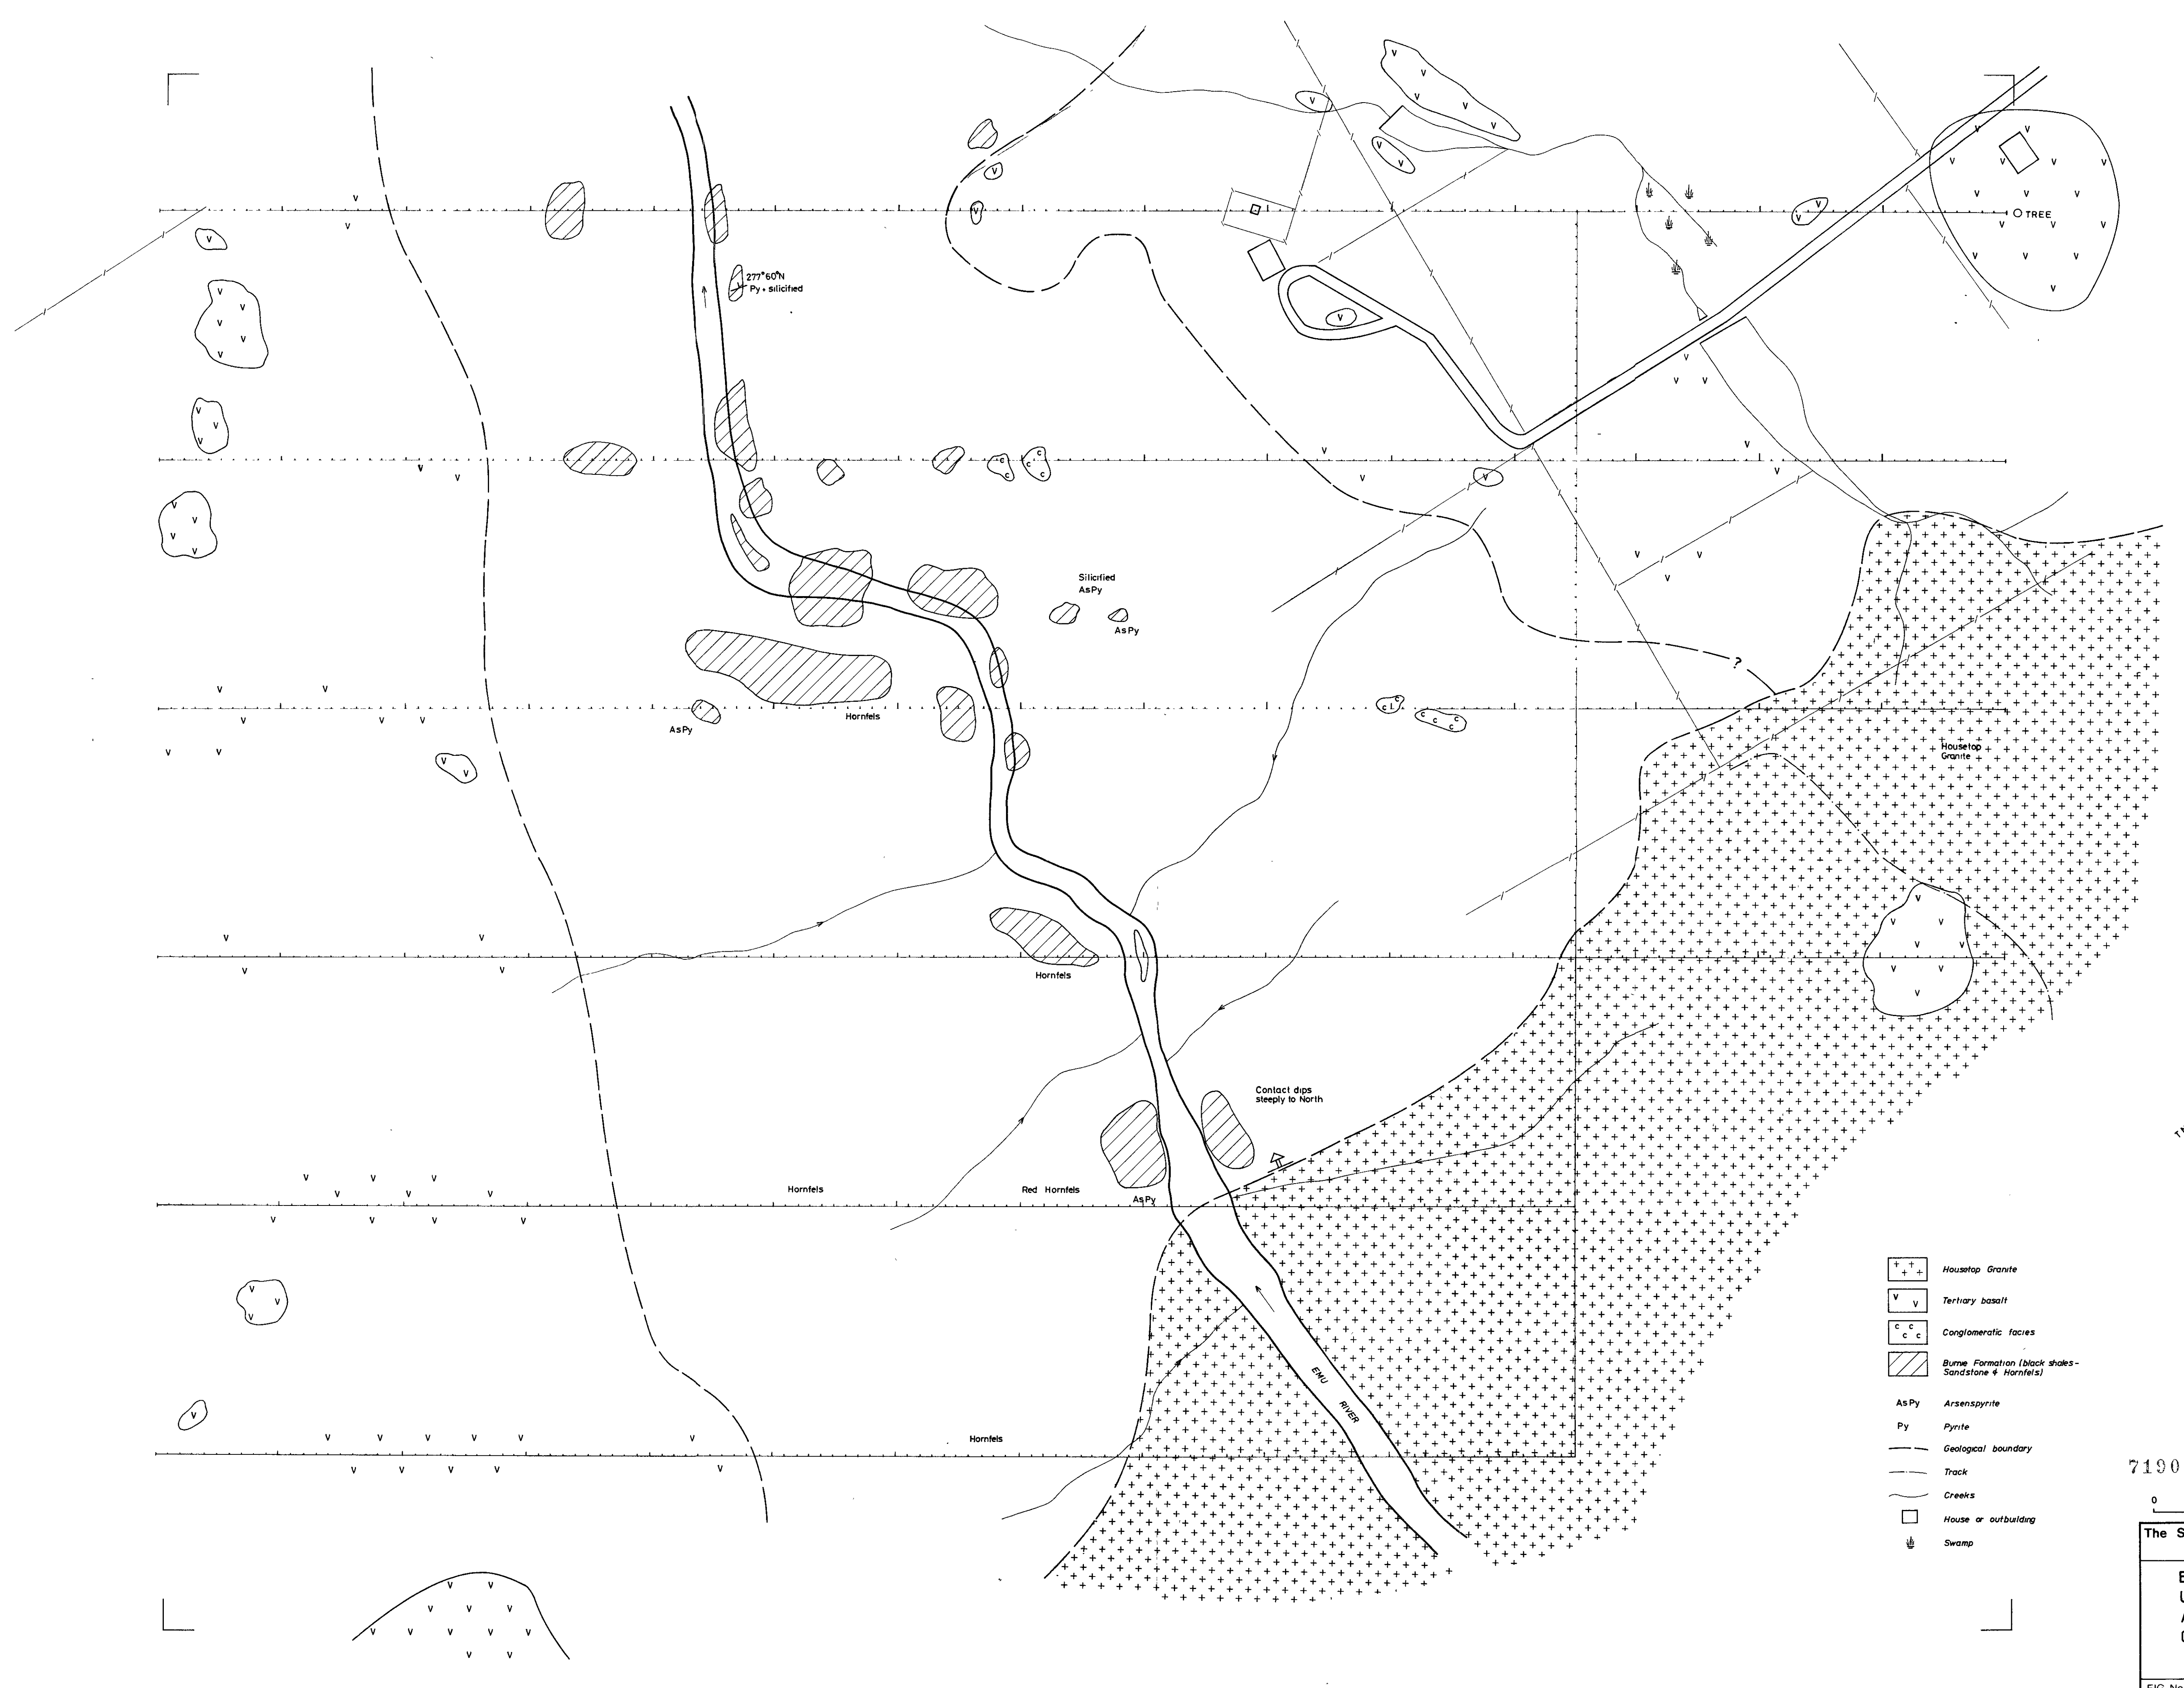 TREE
277°60°N
Py + silicified
Silicified
AsPy
AsPy
?
Hornfels
AsPy
Housetop
Granite
Hornfels
Contact dips
steeply to North
Hornfels
Red Hornfels
AsPy
EMU
RIVER
Hornfels
Housetop Granite
Tertiary basalt
Conglomeratic facies
Burnie Formation (black shales-
Sandstone & Hornfels)
AsPy Arsenspyrite
Py Pyrite
Geological boundary
Track
Creeks
House or outbuilding
Swamp
7190
0
The S